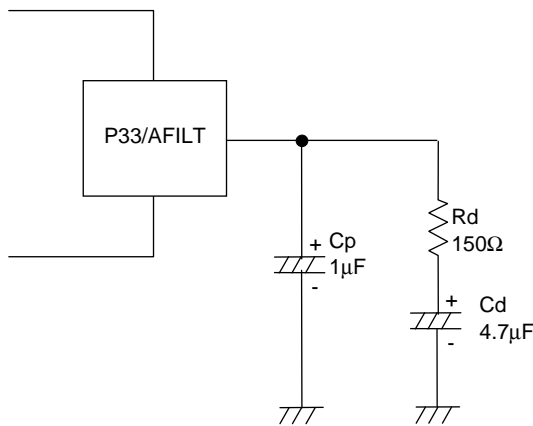 P33/AFILT
Rd
150Ω
+ Cp
1μF
-
+ Cd
4.7μF
-